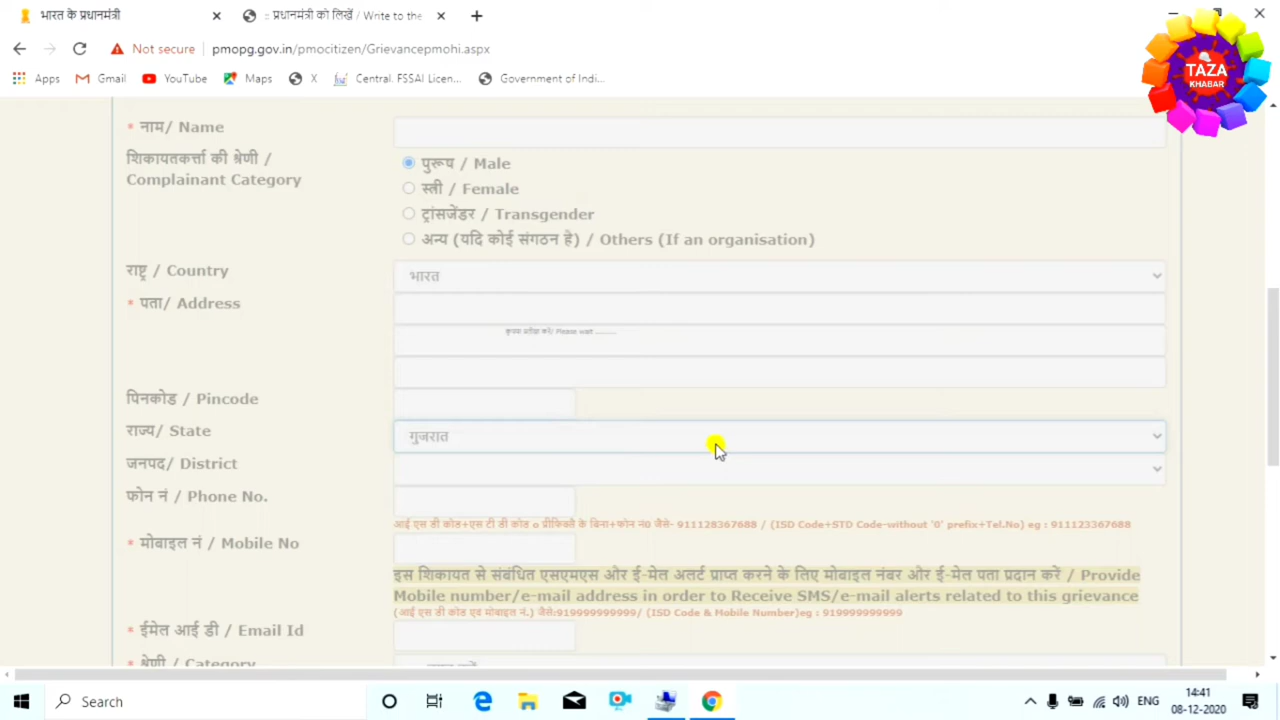 भारत के प्रधानमंत्री
:: प्रधानमंत्री को लिखें / Write to the
Not secure
pmopg.gov.in/pmocitizen/Grievancepmohi.aspx
Apps
Gmail
YouTube
Maps
X
Central. FSSAI Licen...
Government of Indi...
TAZA
KHABAR
* नाम/ Name
शिकायतकर्त्ता की श्रेणी /
Complainant Category
पुरूष / Male
स्त्री / Female
ट्रांसजेंडर / Transgender
अन्य (यदि कोई संगठन है) / Others (If an organisation)
राष्ट्र / Country
भारत
* पता/ Address
कृपया प्रतीक्षा करें/ Please wait ..........
पिनकोड / Pincode
राज्य/ State
गुजरात
जनपद/ District
फोन नं / Phone No.
आई एस डी कोड+एस टी डी कोड o प्रीफिक्स के बिना+फोन नं0 जैसे- 911128367688 / (ISD Code+STD Code-without '0' prefix+Tel.No) eg : 911123367688
* मोबाइल नं / Mobile No
इस शिकायत से संबंधित एसएमएस और ई-मेल अलर्ट प्राप्त करने के लिए मोबाइल नंबर और ई-मेल पता प्रदान करें / Provide
Mobile number/e-mail address in order to Receive SMS/e-mail alerts related to this grievance
(आई एस डी कोड एवं मोबाइल नं.) जैसे:919999999999/ (ISD Code & Mobile Number)eg : 919999999999
* ईमेल आई डी / Email Id
* श्रेणी / Category
Search
ENG
14:41
08-12-2020